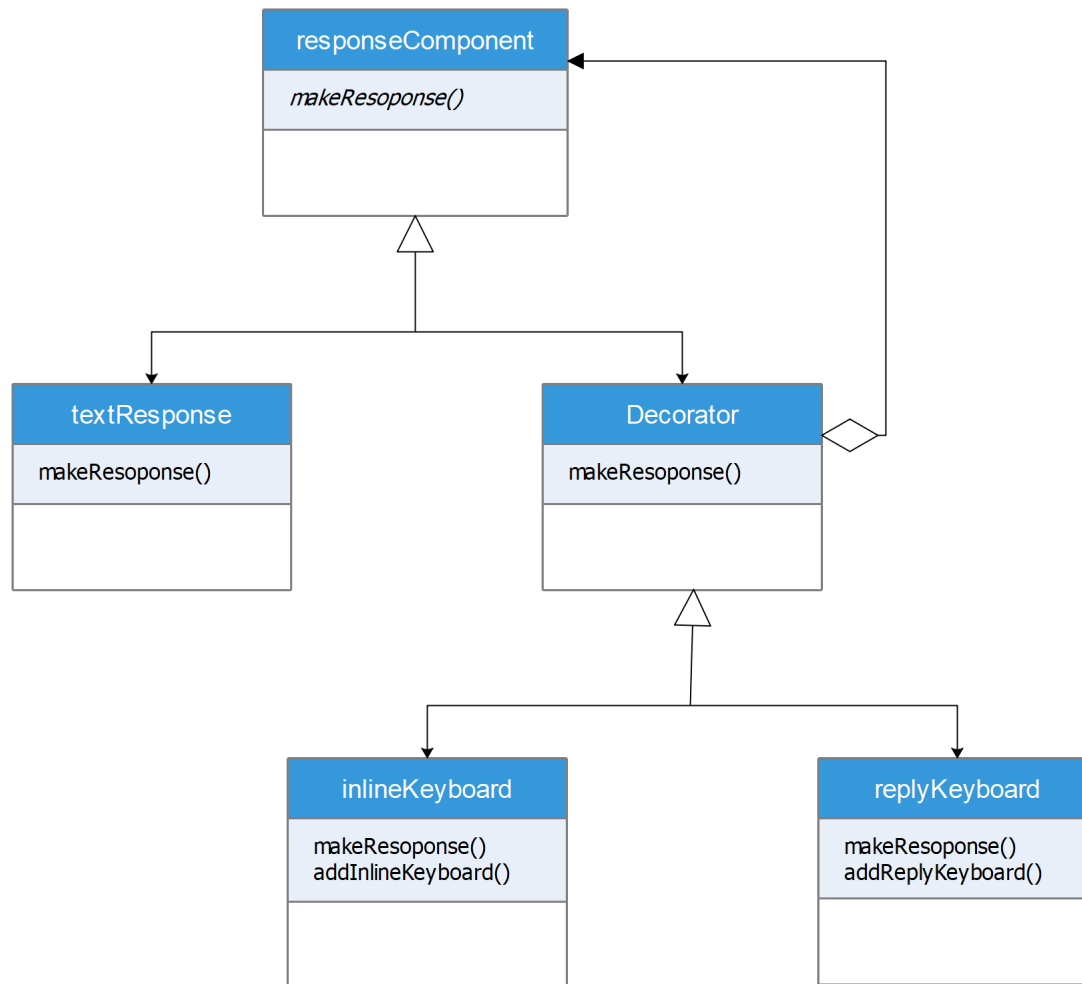 responseComponent
makeResoponse()
textResponse
makeResoponse()
Decorator
makeResoponse()
inlineKeyboard
makeResoponse()
addInlineKeyboard()
replyKeyboard
makeResoponse()
addReplyKeyboard()